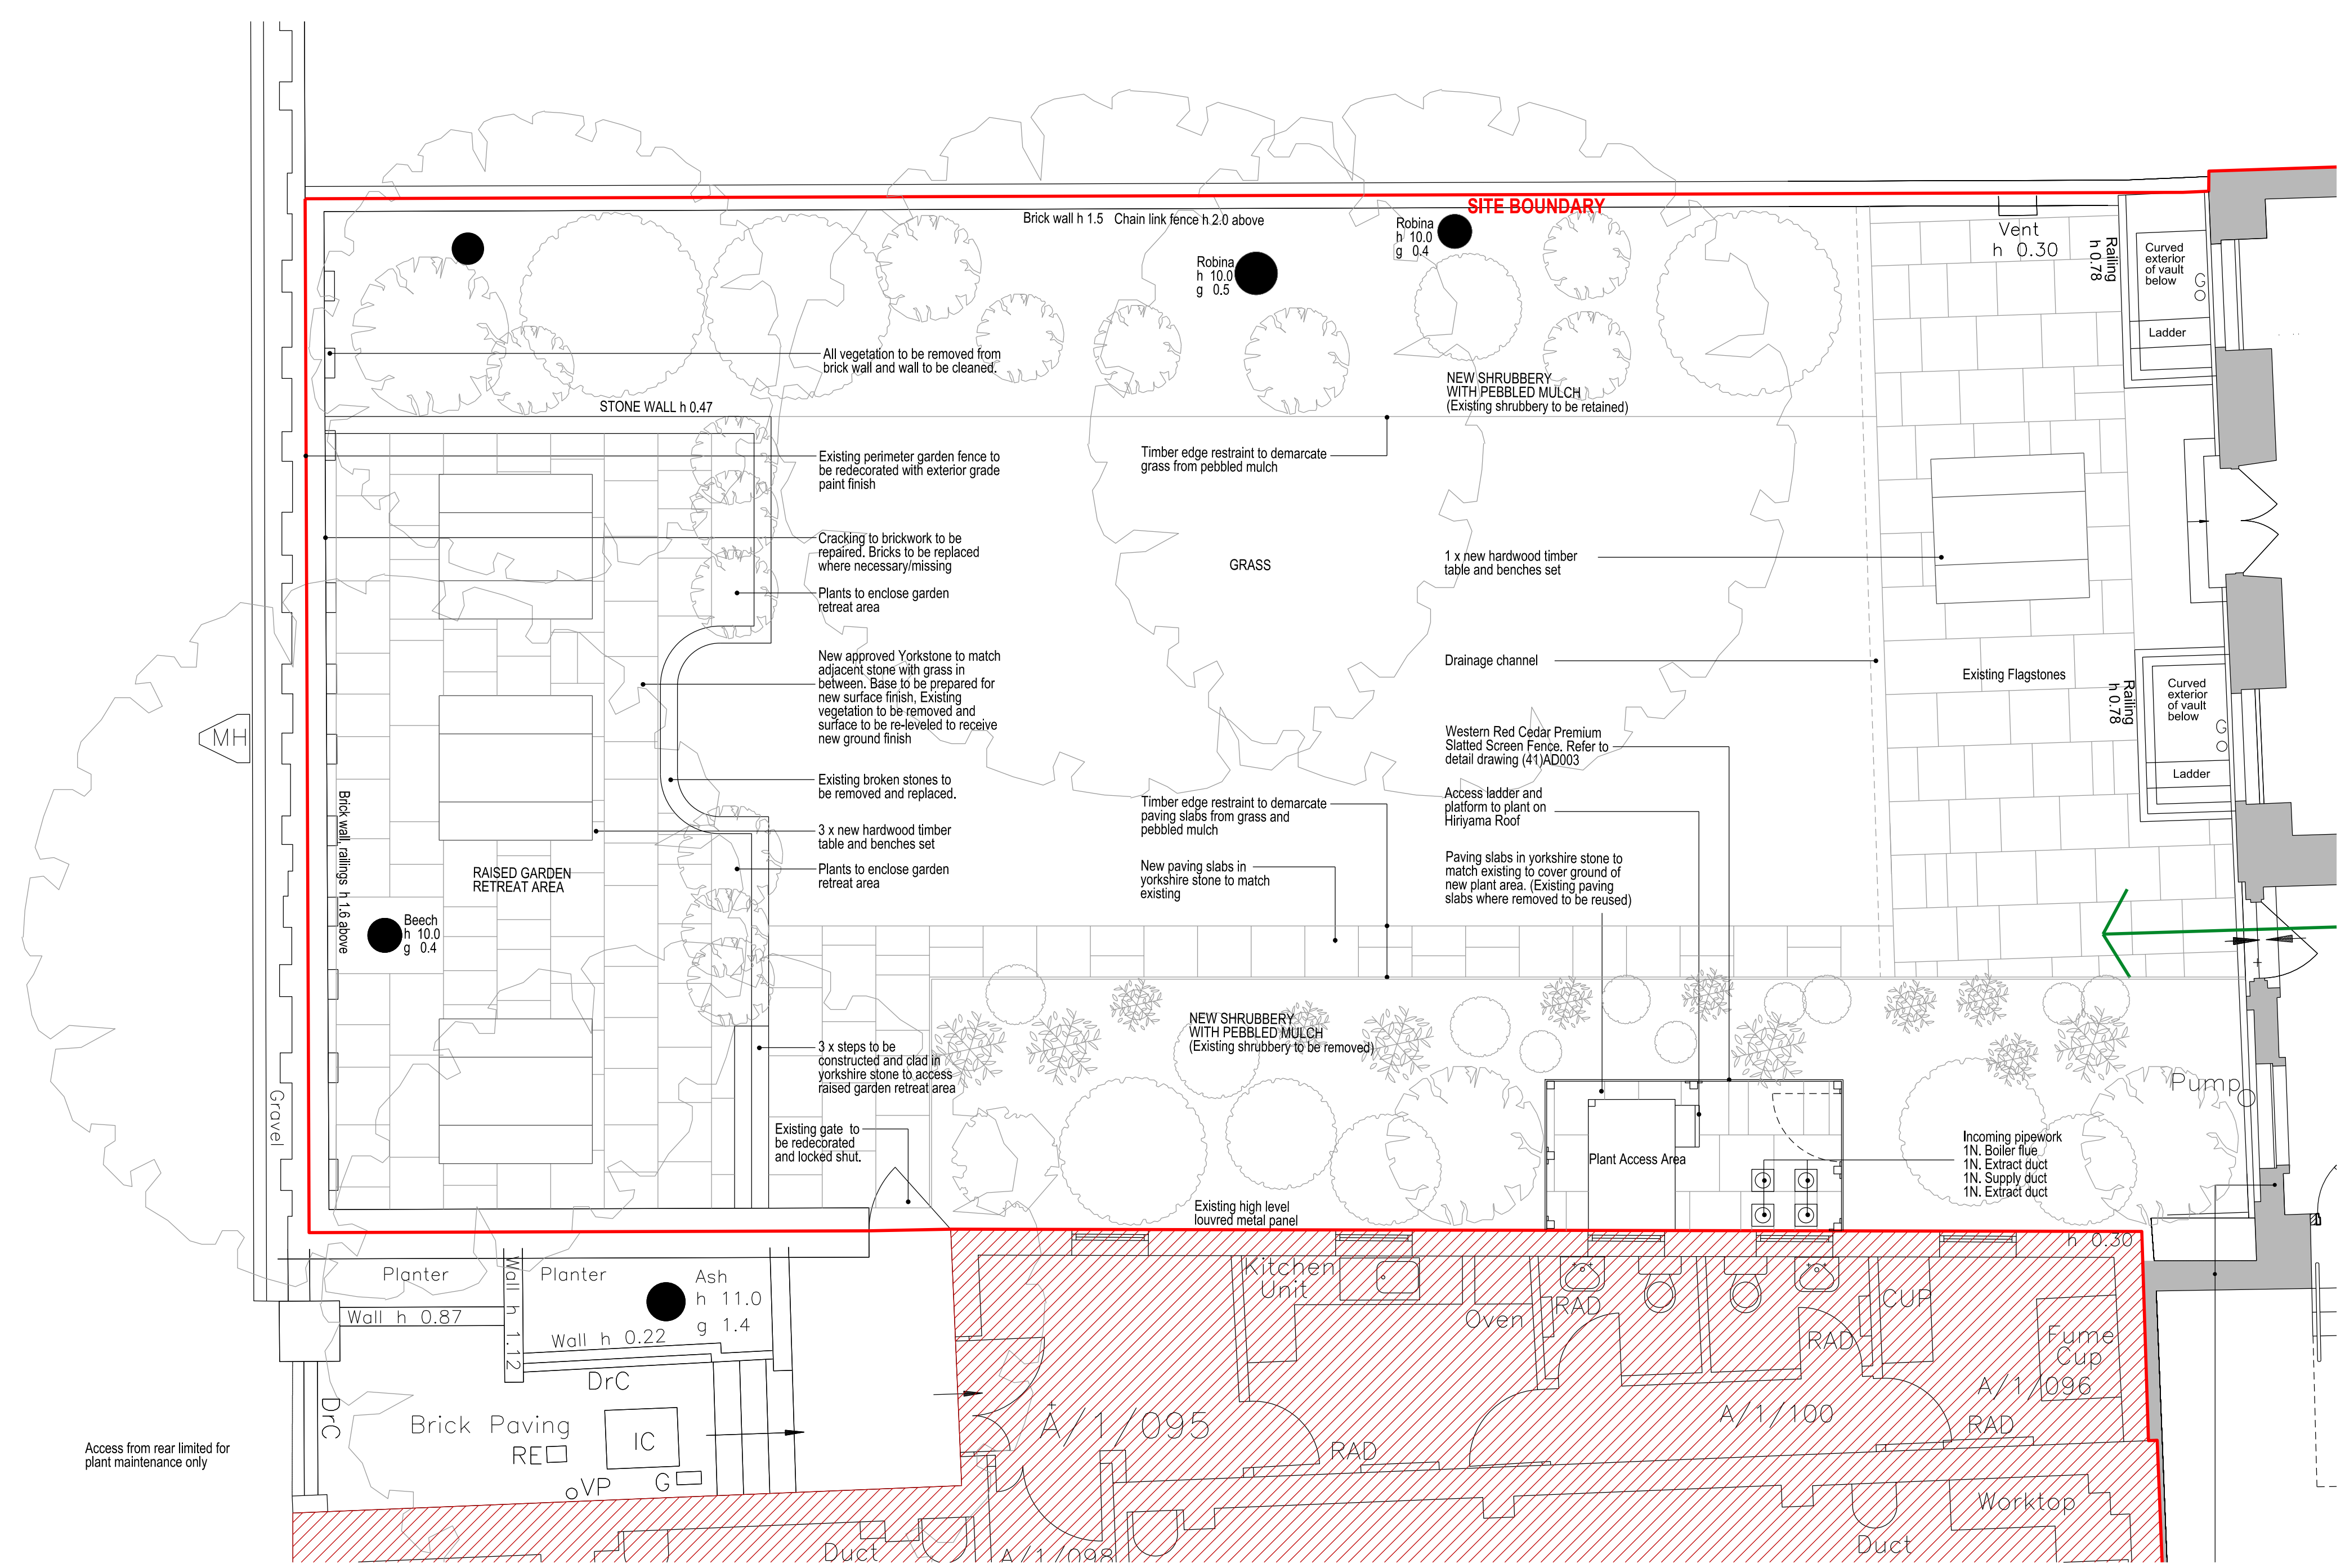 SITE BOUNDARY
Brick wall h 1.5 Chain link fence h 2.0 above
Robina
h 10.0
g 0.4
Robina
h 10.0
g 0.5
Vent
h 0.30
Railing
h 0.78
Curved
exterior
of vault
below
G
Ladder
All vegetation to be removed from
brick wall and wall to be cleaned.
NEW SHRUBBERY
WITH PEBBLED MULCH
(Existing shrubbery to be retained)
STONE WALL h 0.47
Existing perimeter garden fence to
be redecorated with exterior grade
paint finish
Timber edge restraint to demarcate
grass from pebbled mulch
Cracking to brickwork to be
repaired. Bricks to be replaced
where necessary/missing
GRASS
1 x new hardwood timber
table and benches set
Plants to enclose garden
retreat area
New approved Yorkstone to match
adjacent stone with grass in
between. Base to be prepared for
new surface finish, Existing
vegetation to be removed and
surface to be re-leveled to receive
new ground finish
Drainage channel
Existing Flagstones
Railing
h 0.78
Curved
exterior
of vault
below
G
Ladder
MH
Western Red Cedar Premium
Slatted Screen Fence. Refer to
detail drawing (41)AD003
Existing broken stones to
be removed and replaced.
Access ladder and
platform to plant on
Hiriyama Roof
Timber edge restraint to demarcate
paving slabs from grass and
pebbled mulch
3 x new hardwood timber
table and benches set
Brick wall, railings h 1.6 above
RAISED GARDEN
RETREAT AREA
Plants to enclose garden
retreat area
New paving slabs in
yorkshire stone to match
existing
Paving slabs in yorkshire stone to
match existing to cover ground of
new plant area. (Existing paving
slabs where removed to be reused)
Beech
h 10.0
g 0.4
NEW SHRUBBERY
WITH PEBBLED MULCH
(Existing shrubbery to be removed)
3 x steps to be
constructed and clad in
yorkshire stone to access
raised garden retreat area
Pump
Gravel
Existing gate to
be redecorated
and locked shut.
Plant Access Area
Incoming pipework
1N. Boiler flue
1N. Extract duct
1N. Supply duct
1N. Extract duct
Existing high level
louvred metal panel
h 0.30
Planter
Wall h 1.12
Planter
Ash
h 11.0
g 1.4
Wall h 0.87
Wall h 0.22
DrC
DrC
Kitchen
Unit
Oven
RAD
RAD
CUP
Fume
Cup
A/1/096
A/1/095
A/1/100
RAD
RAD
Brick Paving
RE
IC
VP
G
Access from rear limited for
plant maintenance only
Worktop
Duct
Duct
A/1/098